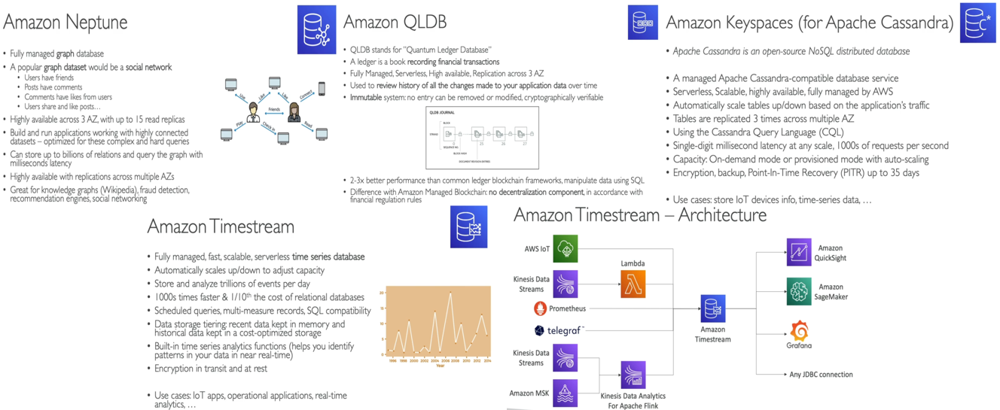 Amazon Neptune
• Fully managed graph database
• A popular graph dataset would be a social network
• Users have friends
• Posts have comments
• Comments have likes from users
• Users share and like posts…
• Highly available across 3 AZ, with up to 15 read replicas
• Build and run applications working with highly connected
datasets – optimized for these complex and hard queries
• Can store up to billions of relations and query the graph with
milliseconds latency
• Highly available with replications across multiple AZs
• Great for knowledge graphs (Wikipedia), fraud detection,
recommendation engines, social networking
Use
Like
Like
Connect
Friends
Play
Check in
Read
Amazon QLDB
• QLDB stands for "Quantum Ledger Database"
• A ledger is a book recording financial transactions
• Fully Managed, Serverless, High available, Replication across 3 AZ
• Used to review history of all the changes made to your application data over time
• Immutable system: no entry can be removed or modified, cryptographically verifiable
QLDB JOURNAL
BLOCK
STRAND
0
25
26
27
SEQUENCE NO.
BLOCK HASH
DOCUMENT REVISION ENTRIES
• 2-3x better performance than common ledger blockchain frameworks, manipulate data using SQL
• Difference with Amazon Managed Blockchain: no decentralization component, in accordance with
financial regulation rules
Amazon Keyspaces (for Apache Cassandra)
C*
• Apache Cassandra is an open-source NoSQL distributed database
• A managed Apache Cassandra-compatible database service
• Serverless, Scalable, highly available, fully managed by AWS
• Automatically scale tables up/down based on the application's traffic
• Tables are replicated 3 times across multiple AZ
• Using the Cassandra Query Language (CQL)
• Single-digit millisecond latency at any scale, 1000s of requests per second
• Capacity: On-demand mode or provisioned mode with auto-scaling
• Encryption, backup, Point-In-Time Recovery (PITR) up to 35 days
• Use cases: store IoT devices info, time-series data, …
Amazon Timestream
• Fully managed, fast, scalable, serverless time series database
• Automatically scales up/down to adjust capacity
• Store and analyze trillions of events per day
• 1000s times faster & 1/10th the cost of relational databases
• Scheduled queries, multi-measure records, SQL compatibility
• Data storage tiering: recent data kept in memory and
historical data kept in a cost-optimized storage
• Built-in time series analytics functions (helps you identify
patterns in your data in near real-time)
• Encryption in transit and at rest
• Use cases: IoT apps, operational applications, real-time
analytics, …
20
15
10
5
0
1996 1998 2000 2002 2004 2006 2007 2008 2010 2012 2014
Year
Amazon Timestream – Architecture
AWS IoT
Kinesis Data
Streams
Lambda
Prometheus
telegraf™
Kinesis Data
Streams
Amazon MSK
Kinesis Data Analytics
For Apache Flink
Amazon
Timestream
Amazon
QuickSight
Amazon
SageMaker
Grafana
Any JDBC connection